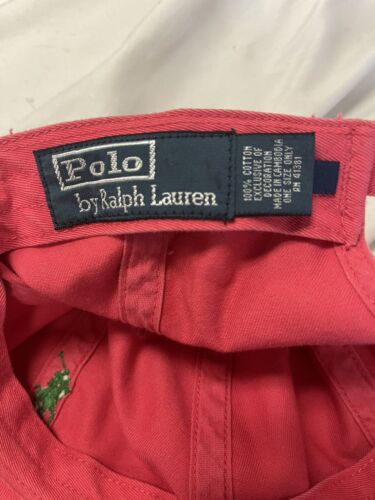 Polo
by Ralph Lauren
100% COTTON
EXCLUSIVE OF
DECORATION
MADE IN CAMBODIA
ONE SIZE ONLY
RN 41381